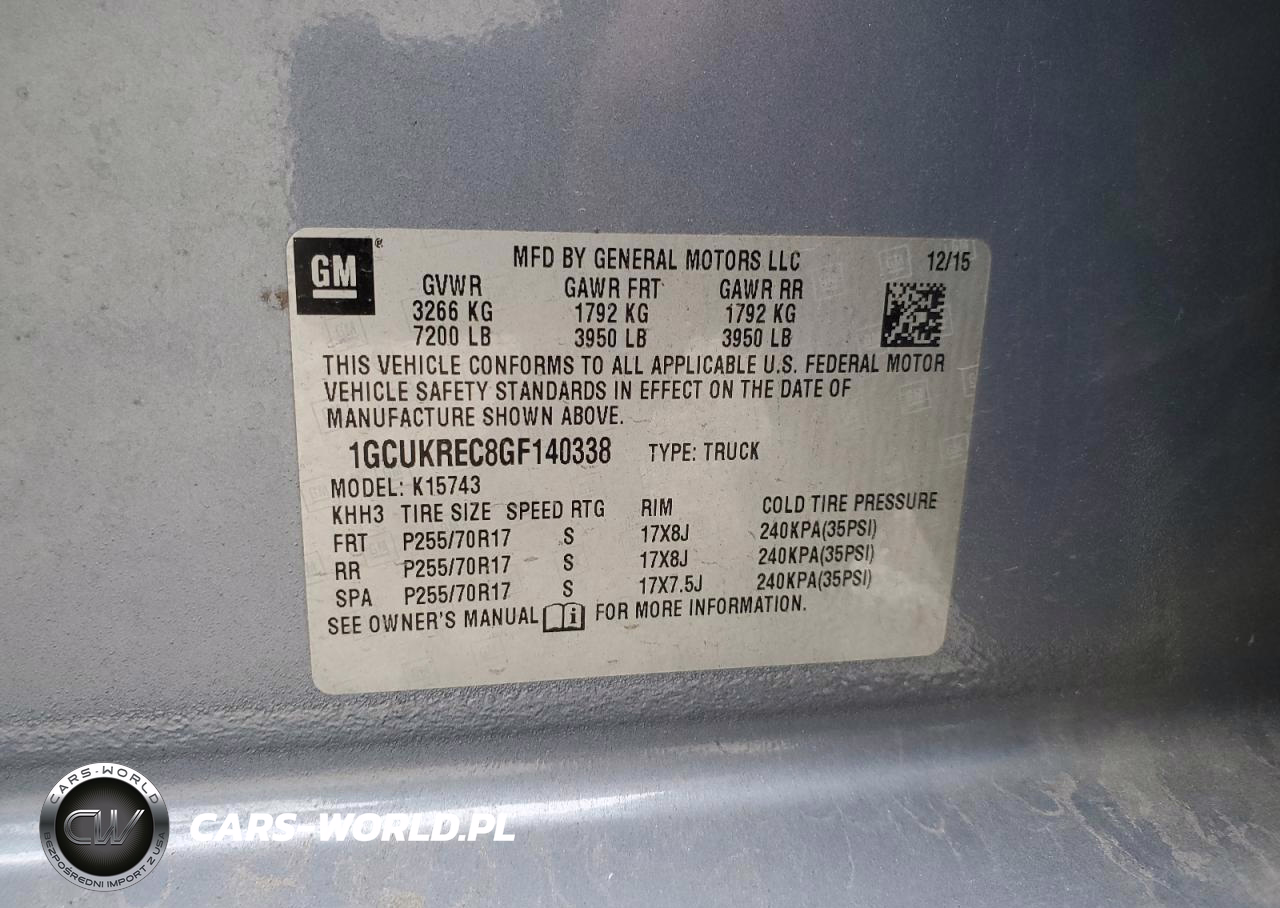 GM®
MFD BY GENERAL MOTORS LLC 12/15
GVWR GAWR FRT GAWR RR
3266 KG 1792 KG 1792 KG
7200 LB 3950 LB 3950 LB
THIS VEHICLE CONFORMS TO ALL APPLICABLE U.S. FEDERAL MOTOR
VEHICLE SAFETY STANDARDS IN EFFECT ON THE DATE OF
MANUFACTURE SHOWN ABOVE.
1GCUKREC8GF140338 TYPE: TRUCK
MODEL: K15743
KHH3 TIRE SIZE SPEED RTG RIM COLD TIRE PRESSURE
FRT P255/70R17 S 17X8J 240KPA(35PSI)
RR P255/70R17 S 17X8J 240KPA(35PSI)
SPA P255/70R17 S 17X7.5J 240KPA(35PSI)
SEE OWNER'S MANUAL FOR MORE INFORMATION.
CARS-WORLD
CW
BEZPOŚREDNI IMPORT Z USA
CARS-WORLD.PL